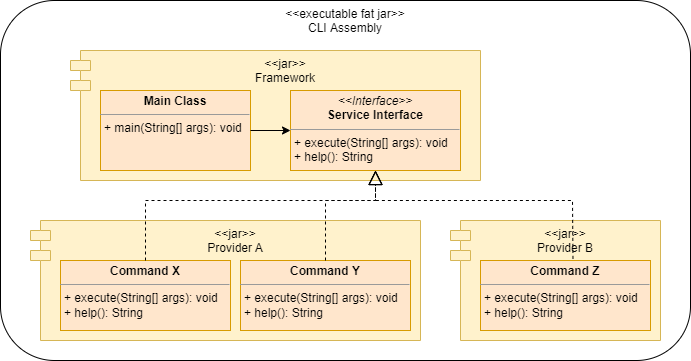 <<executable fat jar>>
CLI Assembly
<<jar>>
Framework
Main Class
+ main(String[] args): void
<<Interface>>
Service Interface
+ execute(String[] args): void
+ help(): String
<<jar>>
Provider A
Command X
+ execute(String[] args): void
+ help(): String
Command Y
+ execute(String[] args): void
+ help(): String
<<jar>>
Provider B
Command Z
+ execute(String[] args): void
+ help(): String